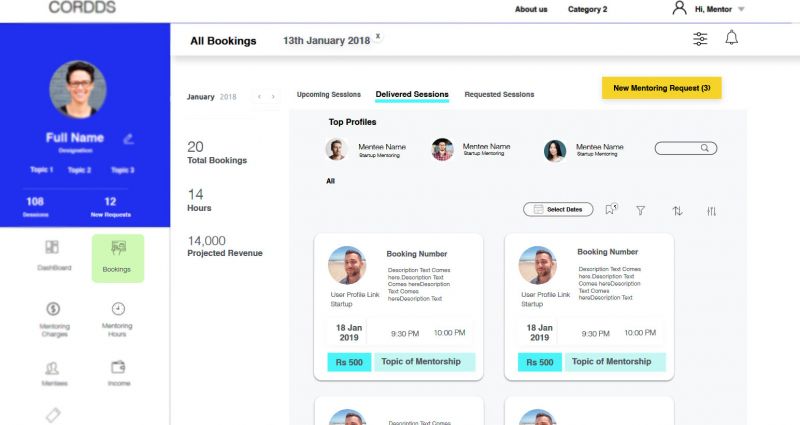 CORDDS
About us
Category 2
Hi, Mentor
All Bookings
13th January 2018
x
Full Name
Designation
Topic 1
Topic 2
Topic 3
108
12
Sessions
New Requests
DashBoard
Bookings
Mentoring
Charges
Mentoring
Hours
Mentees
Income
January 2018
20
Total Bookings
14
Hours
14,000
Projected Revenue
Upcoming Sessions
Delivered Sessions
Requested Sessions
New Mentoring Request (3)
Top Profiles
Mentee Name
Startup Mentoring
Mentee Name
Startup Mentoring
Mentee Name
Startup Mentoring
All
Select Dates
Booking Number
Description Text Comes
here.Description Text
Comes hereDescription
Text Comes
hereDescription Text
User Profile Link
Startup
18 Jan
2019
9:30 PM
10:00 PM
Rs 500
Topic of Mentorship
Booking Number
Description Text Comes
here.Description Text
Comes hereDescription
Text Comes
hereDescription Text
User Profile Link
Startup
18 Jan
2019
9:30 PM
10:00 PM
Rs 500
Topic of Mentorship
Description Text Comes